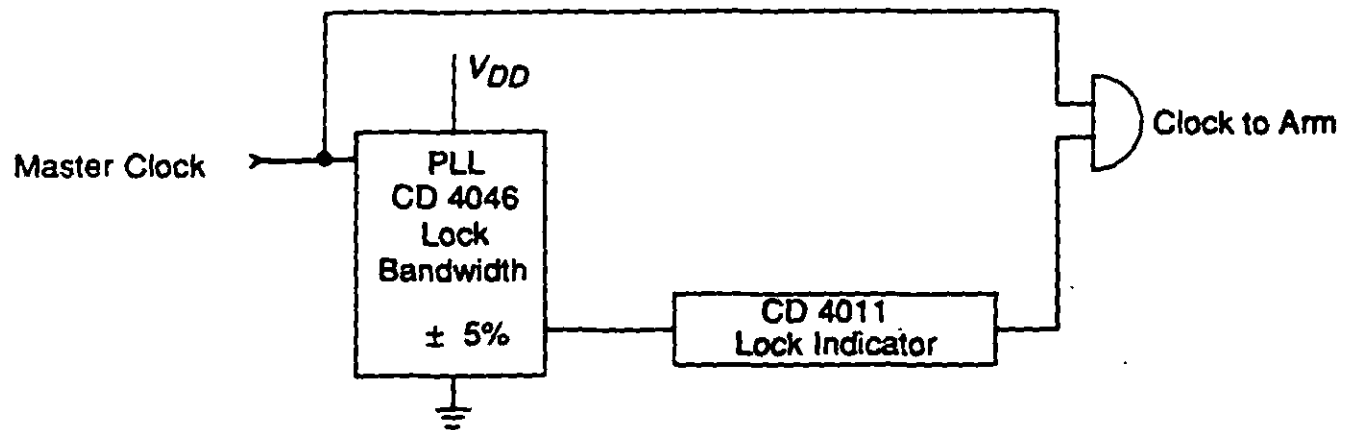 V_DD
Master Clock
PLL
CD 4046
Lock
Bandwidth
± 5%
CD 4011
Lock Indicator
Clock to Arm